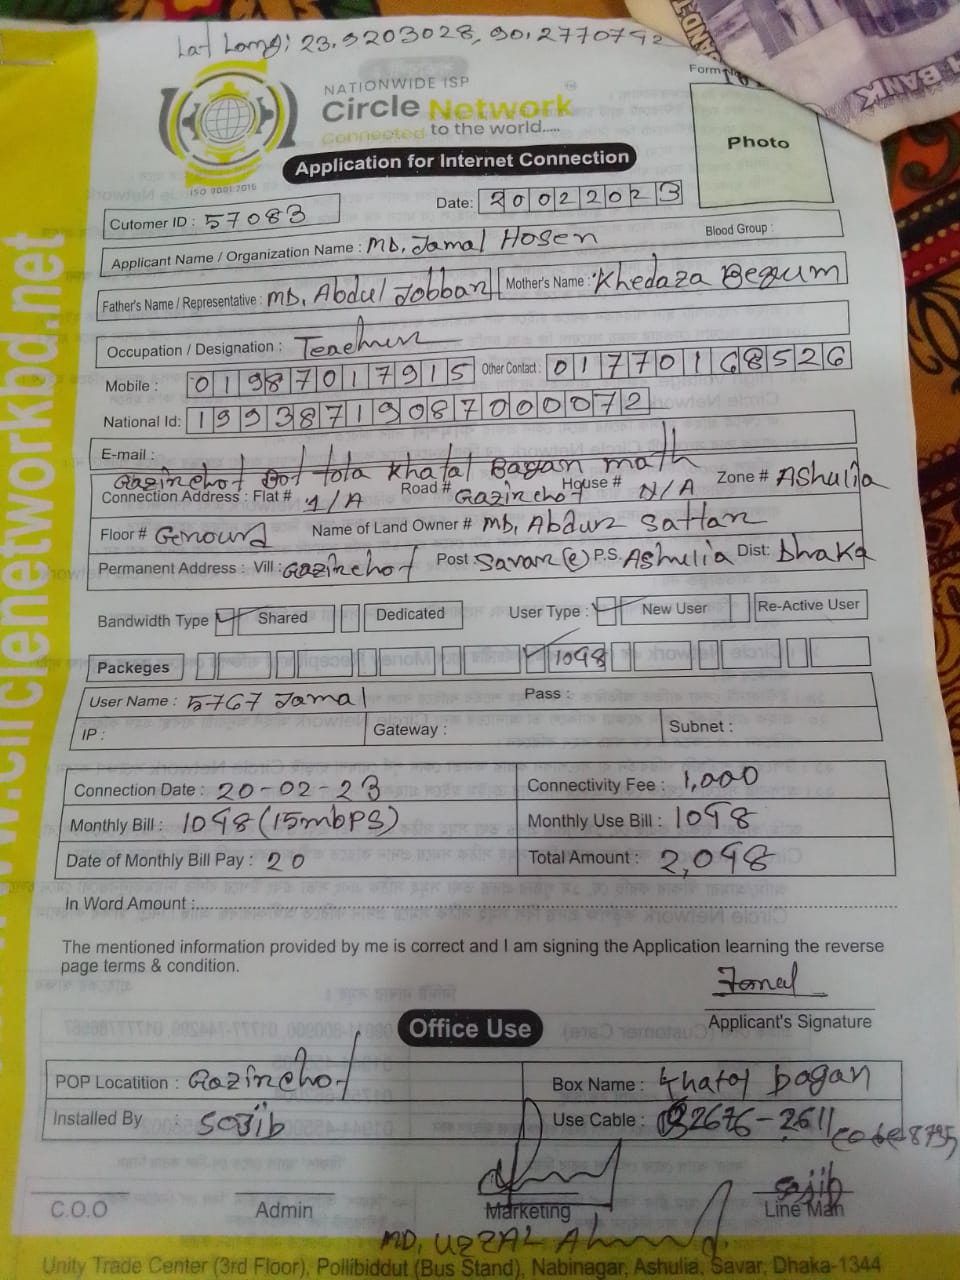 Lat Long: 23.9203028, 90.2770792
NATIONWIDE ISP
Circle Network
Connected to the world.....
ISO 9001:2015
Form
BANK
Photo
Application for Internet Connection
Date: 20022023
Cutomer ID : 57083
Blood Group :
Applicant Name / Organization Name : MD. Jamal Hosen
Father's Name / Representative : MD. Abdul Jobban Mother's Name : Khedaza Begum
Occupation / Designation : Teacher
Mobile : 01987017915 Other Contact : 01770168526
National Id: 19938719087000072
E-mail :
Gazirchot Bot tola Khatal Bagan math
Connection Address : Flat # 1/A Road # Gazirchot House # N/A Zone # Ashulia
Floor # Genourd Name of Land Owner # MD. Abdur Sattar
Permanent Address : Vill : Gazirchot Post : Savar P.S. Ashulia Dist: Dhaka
Bandwidth Type Shared Dedicated User Type : New User Re-Active User
Packeges 1098
User Name : 5767 Jamal Pass :
IP : Gateway : Subnet :
Connection Date : 20-02 23 Connectivity Fee : 1,000
Monthly Bill : 1098 (15mbps) Monthly Use Bill : 1098
Date of Monthly Bill Pay : 20 Total Amount : 2,098
In Word Amount :
The mentioned information provided by me is correct and I am signing the Application learning the reverse
page terms & condition.
Jamal
Applicant's Signature
Office Use
POP Locatition : Gazirchot Box Name : Khatal bagan
Installed By : Sojib Use Cable : 2676-2611
code 8795
C.O.O Admin Marketing Sojib Line Man
MD. UZZAL Ahmed
Unity Trade Center (3rd Floor), Pollibiddut (Bus Stand), Nabinagar, Ashulia, Savar, Dhaka-1344
www.circlenetworkbd.net